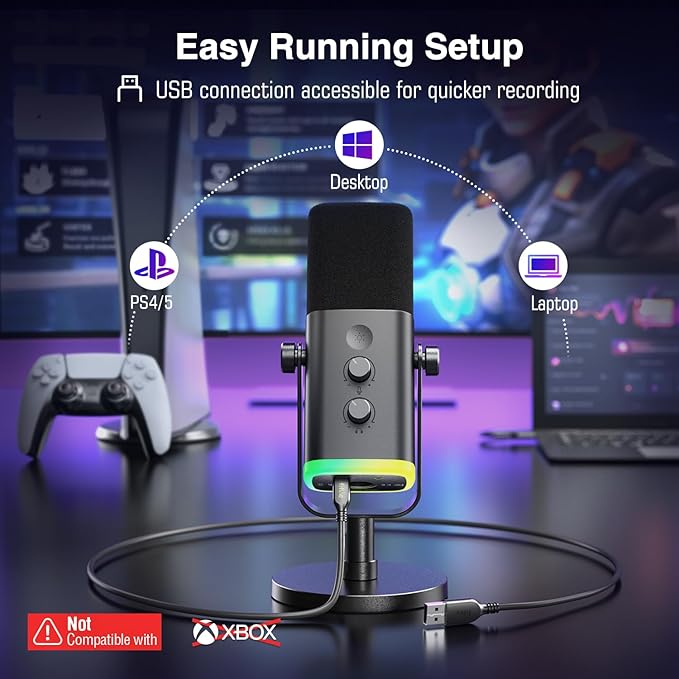 Easy Running Setup
USB connection accessible for quicker recording
Desktop
PS4/5
Laptop
Not
Compatible with
XBOX